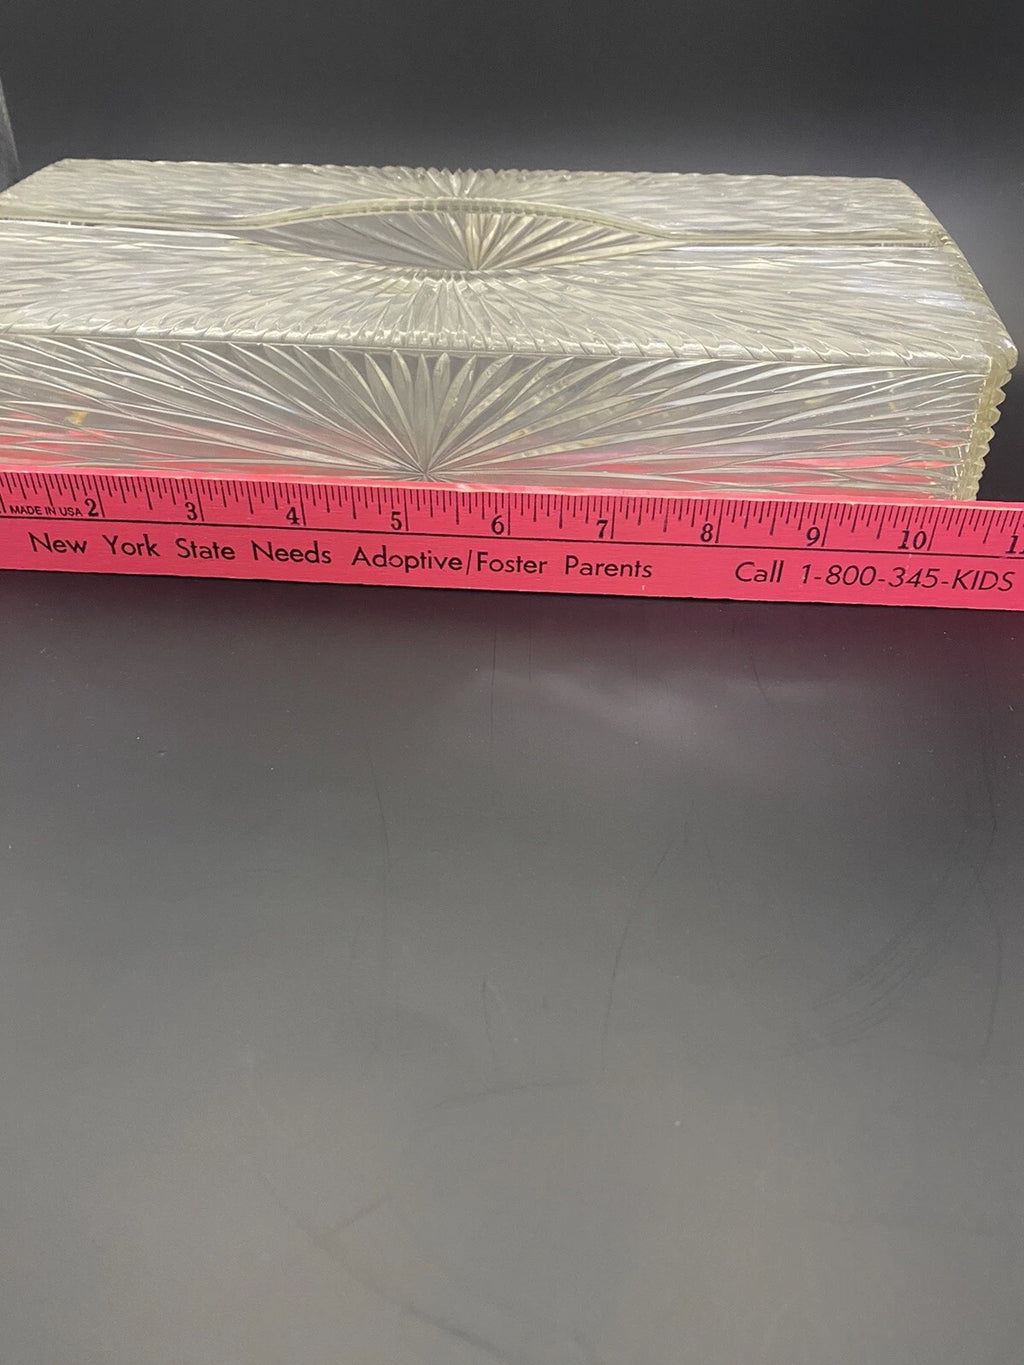 MADE IN USA 2 3 4 5 6 7 8 9 10
New York State Needs Adoptive/Foster Parents Call 1-800-345-KIDS